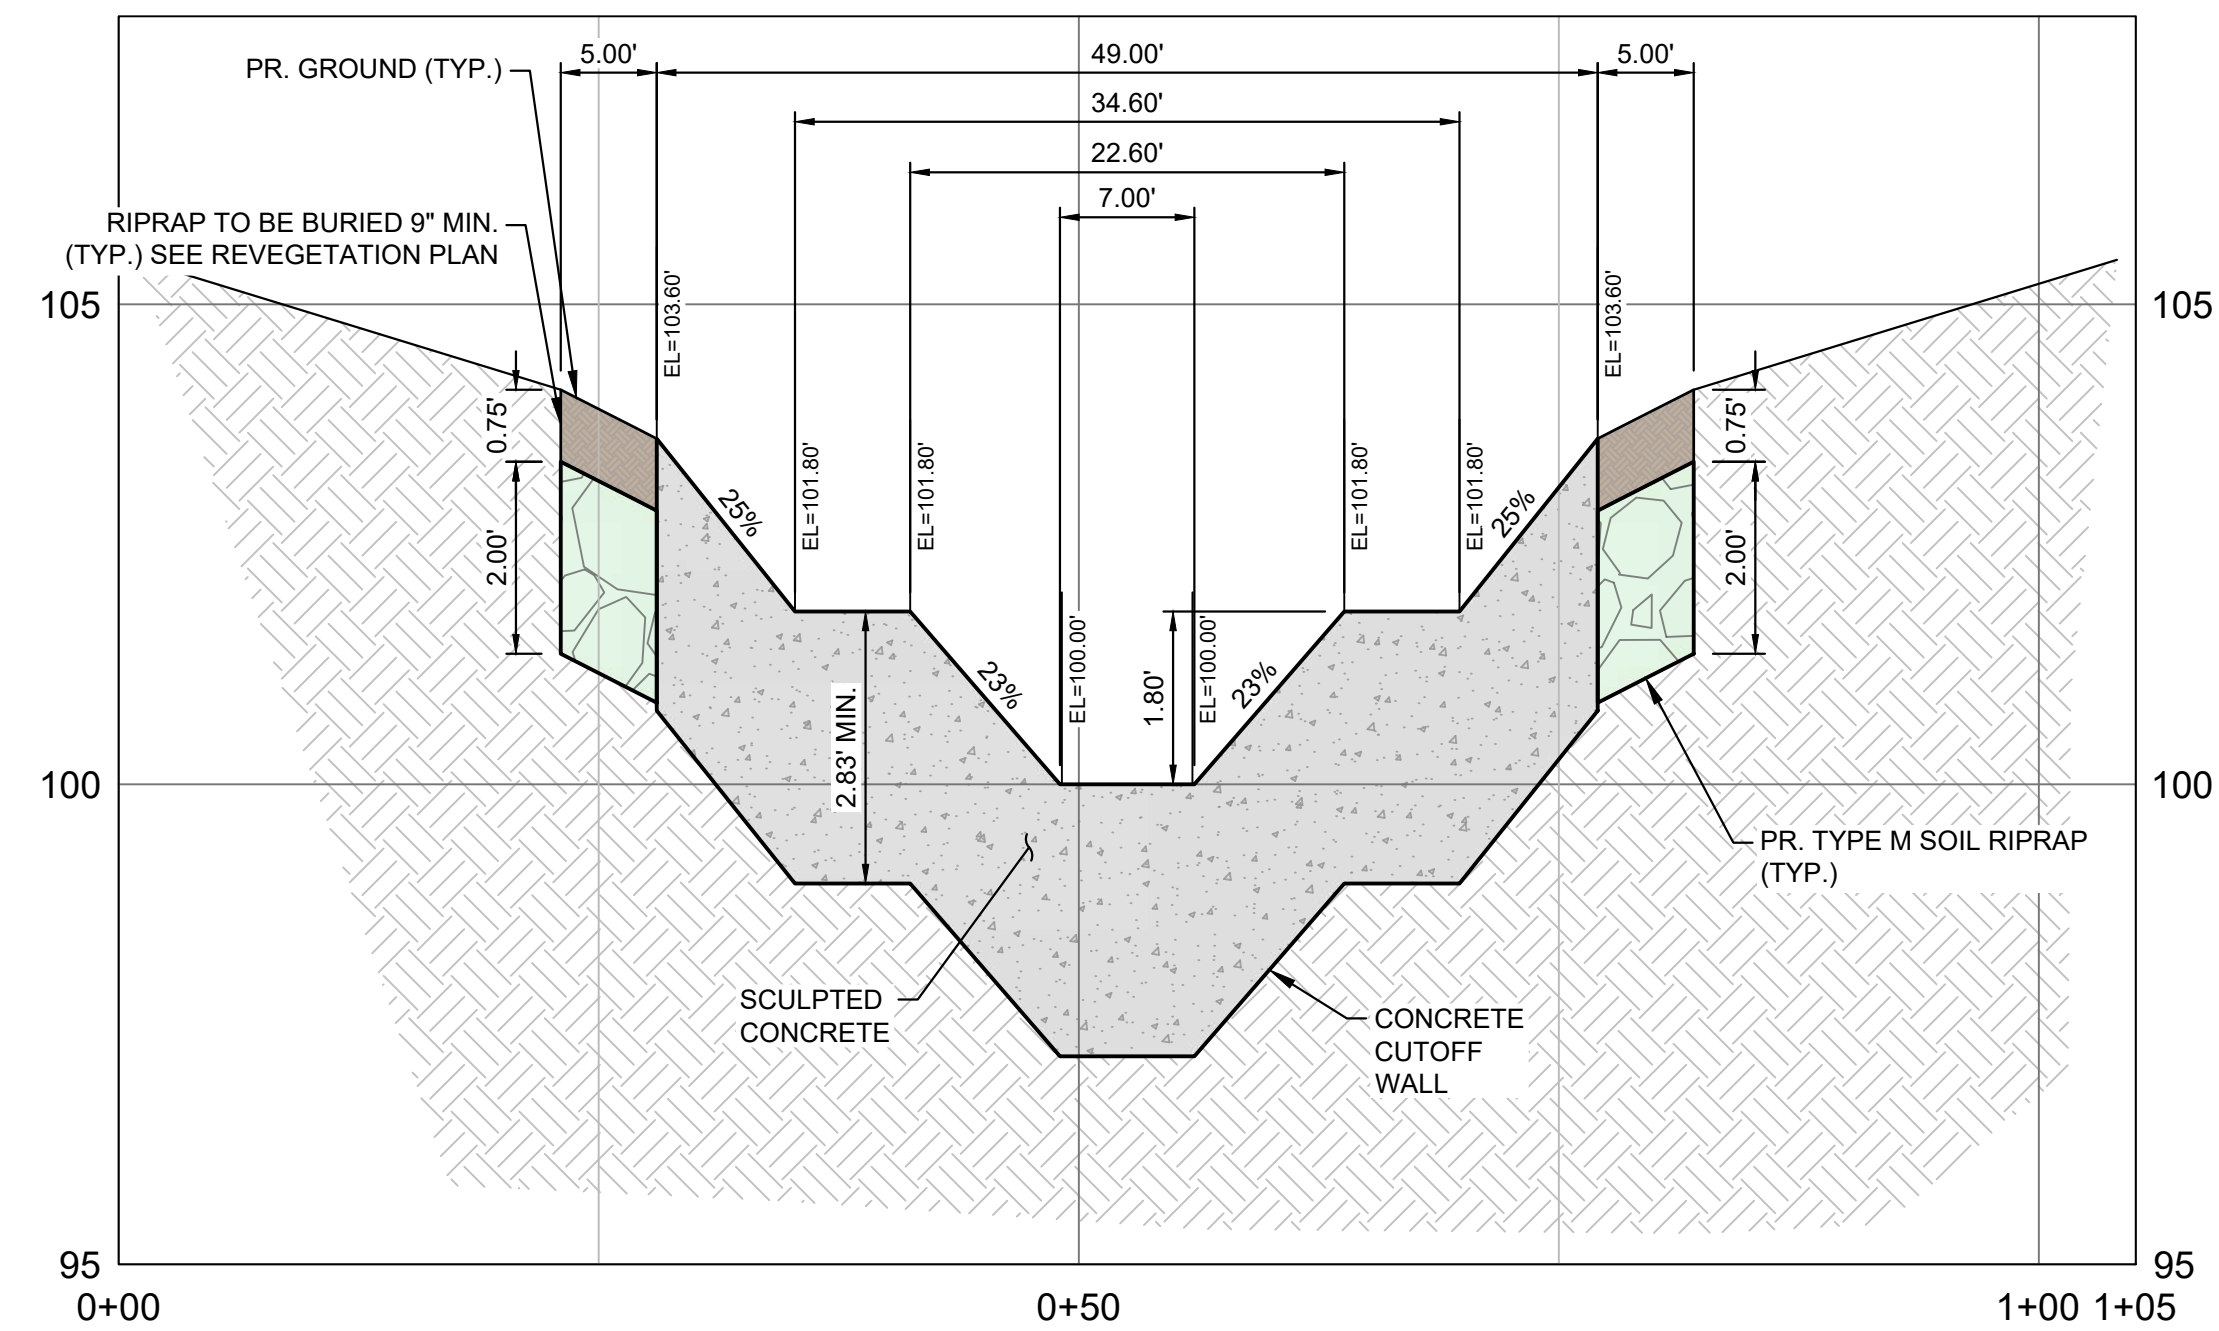 5.00'
49.00'
5.00'
PR. GROUND (TYP.)
34.60'
22.60'
7.00'
RIPRAP TO BE BURIED 9" MIN.
(TYP.) SEE REVEGETATION PLAN
105
105
EL=103.60'
EL=103.60'
0.75'
0.75'
2.00'
2.00'
25%
EL=101.80'
EL=101.80'
EL=101.80'
EL=101.80'
25%
23%
EL=100.00'
1.80'
EL=100.00'
23%
2.83' MIN.
100
100
PR. TYPE M SOIL RIPRAP
(TYP.)
SCULPTED
CONCRETE
CONCRETE
CUTOFF
WALL
95
95
0+00
0+50
1+00
1+05